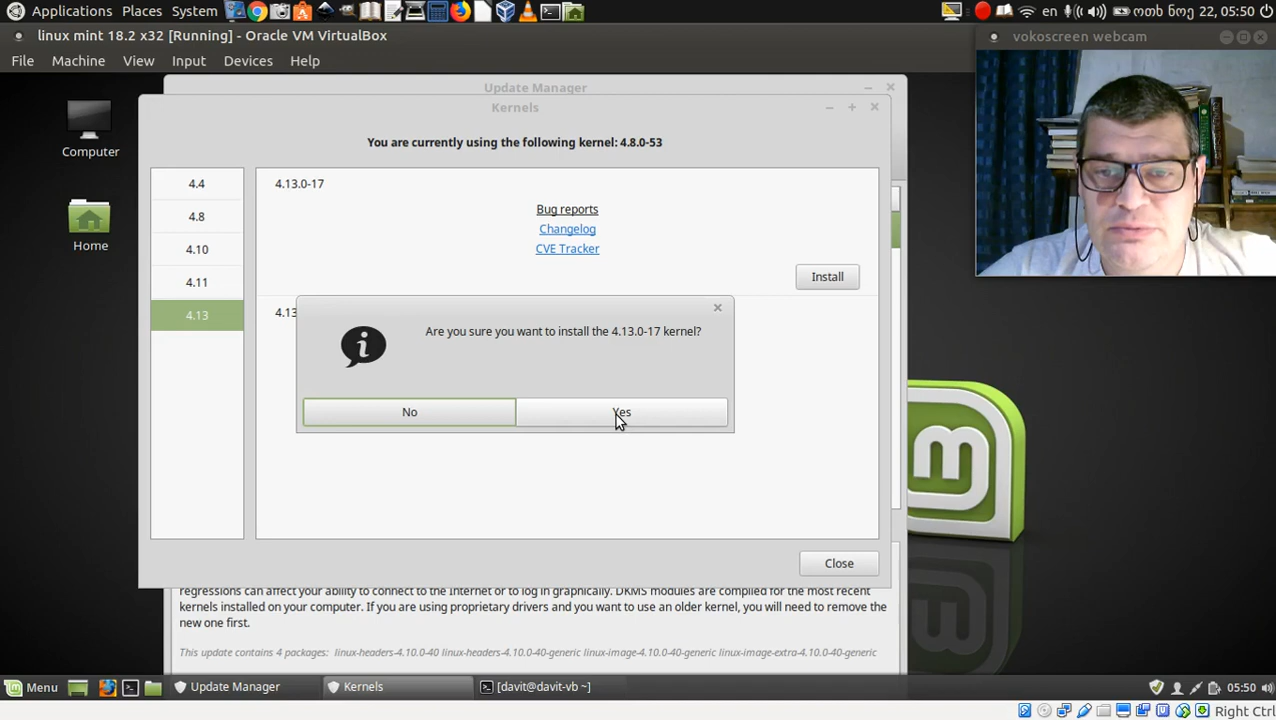 Applications Places System
en
ოთხ ნოე 22, 05:50
linux mint 18.2 x32 [Running] - Oracle VM VirtualBox
vokoscreen webcam
File Machine View Input Devices Help
Update Manager
Kernels
You are currently using the following kernel: 4.8.0-53
Computer
Home
4.4
4.8
4.10
4.11
4.13
4.13.0-17
Bug reports
Changelog
CVE Tracker
Install
4.13
Are you sure you want to install the 4.13.0-17 kernel?
No
Yes
Close
regressions can affect your ability to connect to the Internet or to log in graphically. DKMS modules are compiled for the most recent
kernels installed on your computer. If you are using proprietary drivers and you want to use an older kernel, you will need to remove the
new one first.
This update contains 4 packages: linux-headers-4.10.0-40 linux-headers-4.10.0-40-generic linux-image-4.10.0-40-generic linux-image-extra-4.10.0-40-generic
Menu
Update Manager
Kernels
[davit@davit-vb ~]
05:50
Right Ctrl